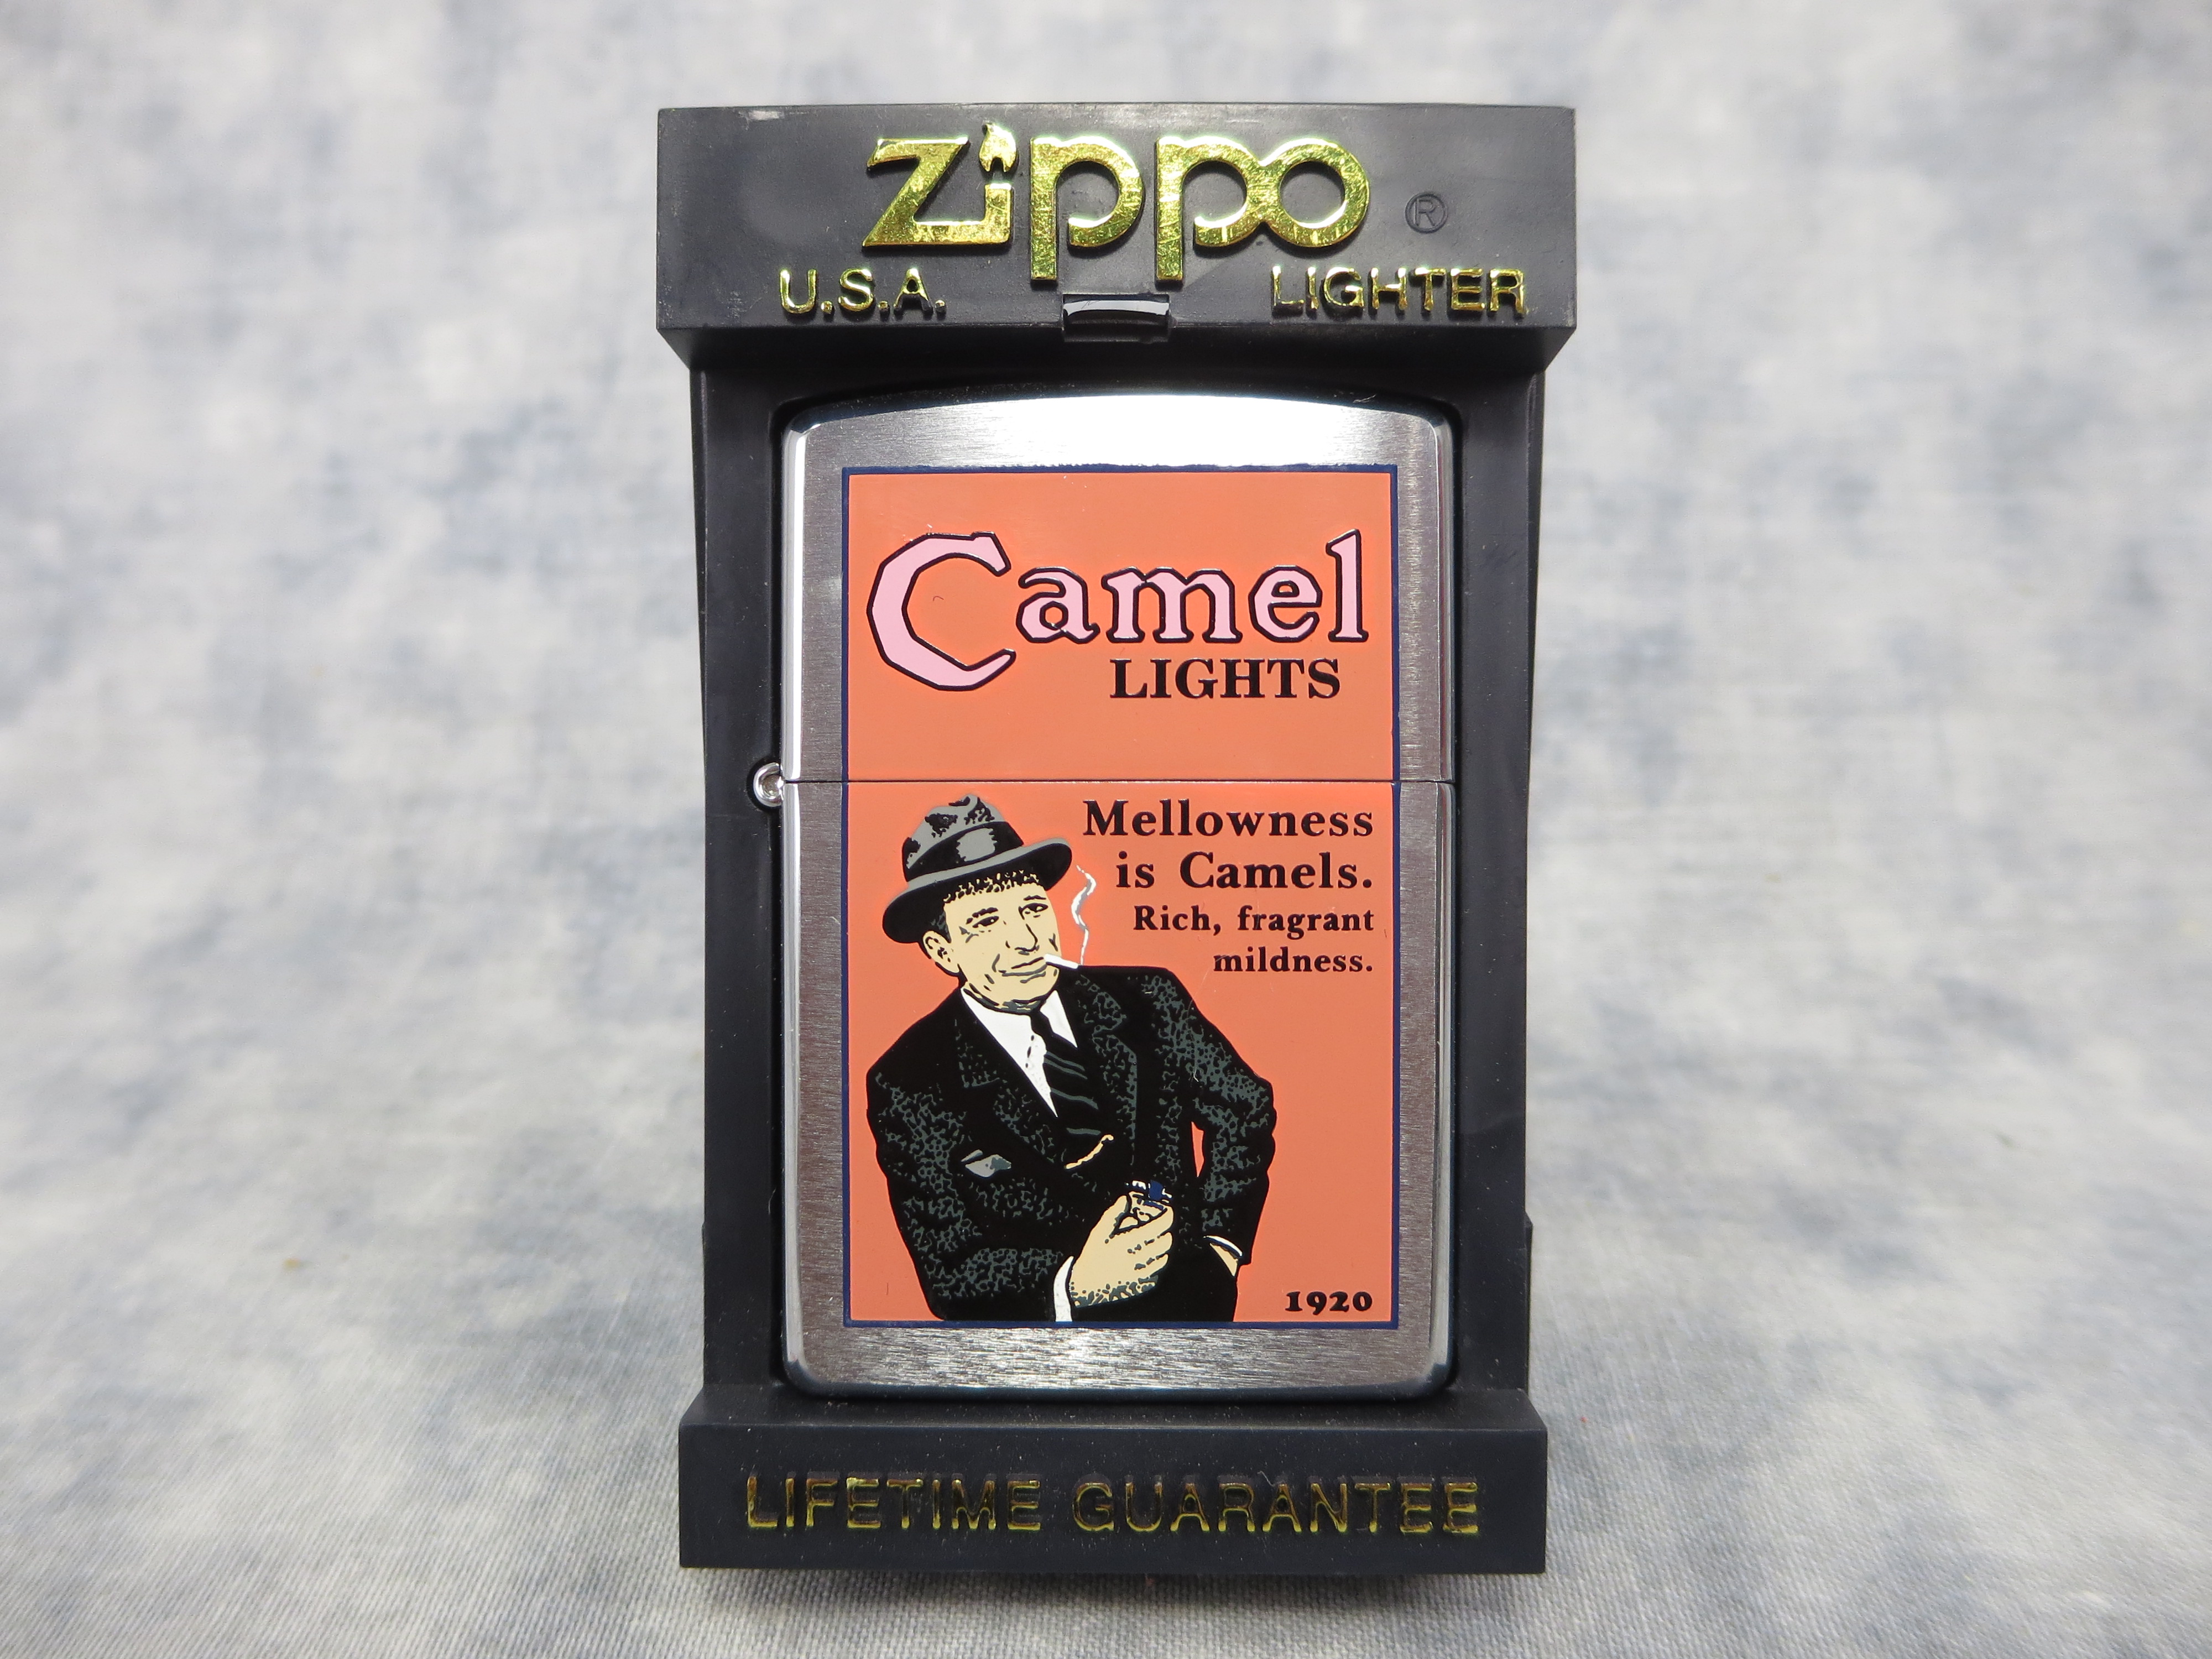 Zippo ®
U.S.A. LIGHTER
Camel
LIGHTS
Mellowness
is Camels.
Rich, fragrant
mildness.
1920
LIFETIME GUARANTEE